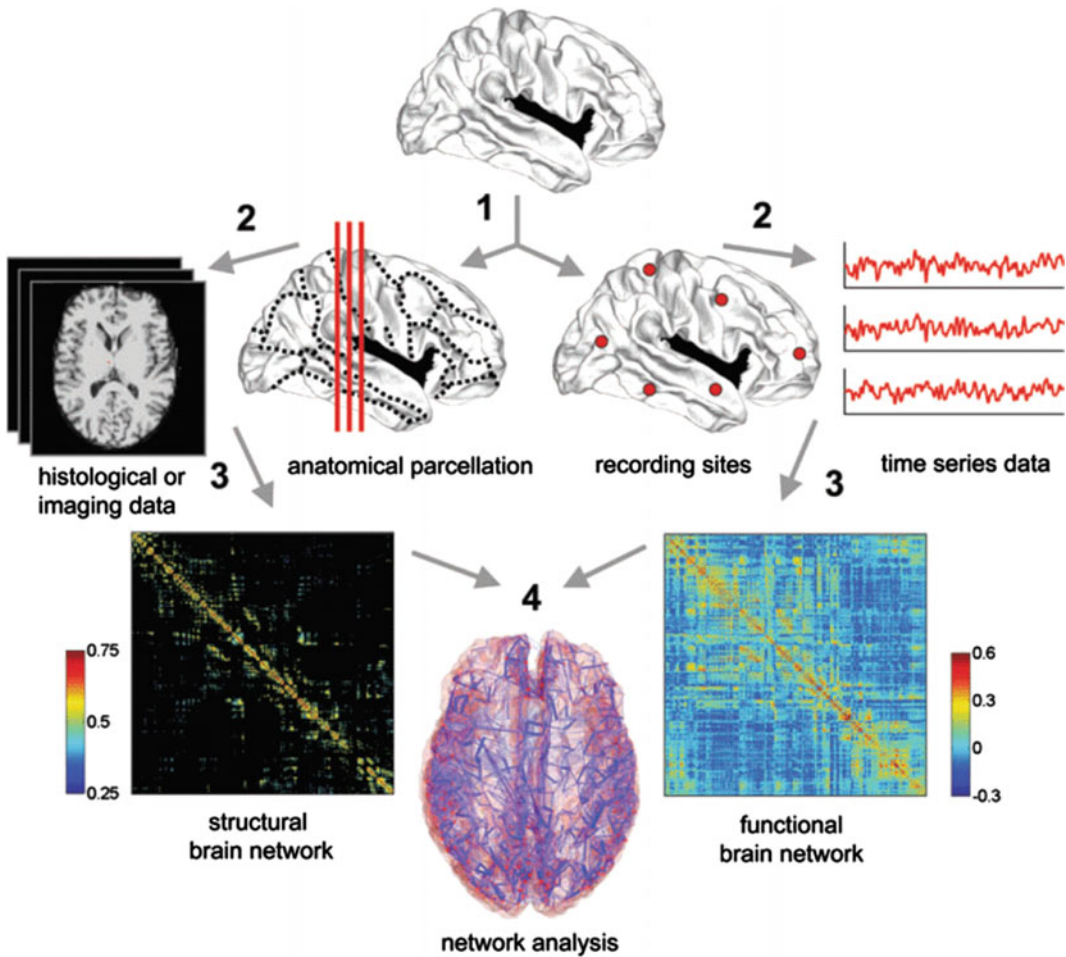 1
2
2
histological or
imaging data
anatomical parcellation
recording sites
time series data
3
3
0.75
0.5
0.25
structural
brain network
4
0.6
0.3
0
-0.3
functional
brain network
network analysis